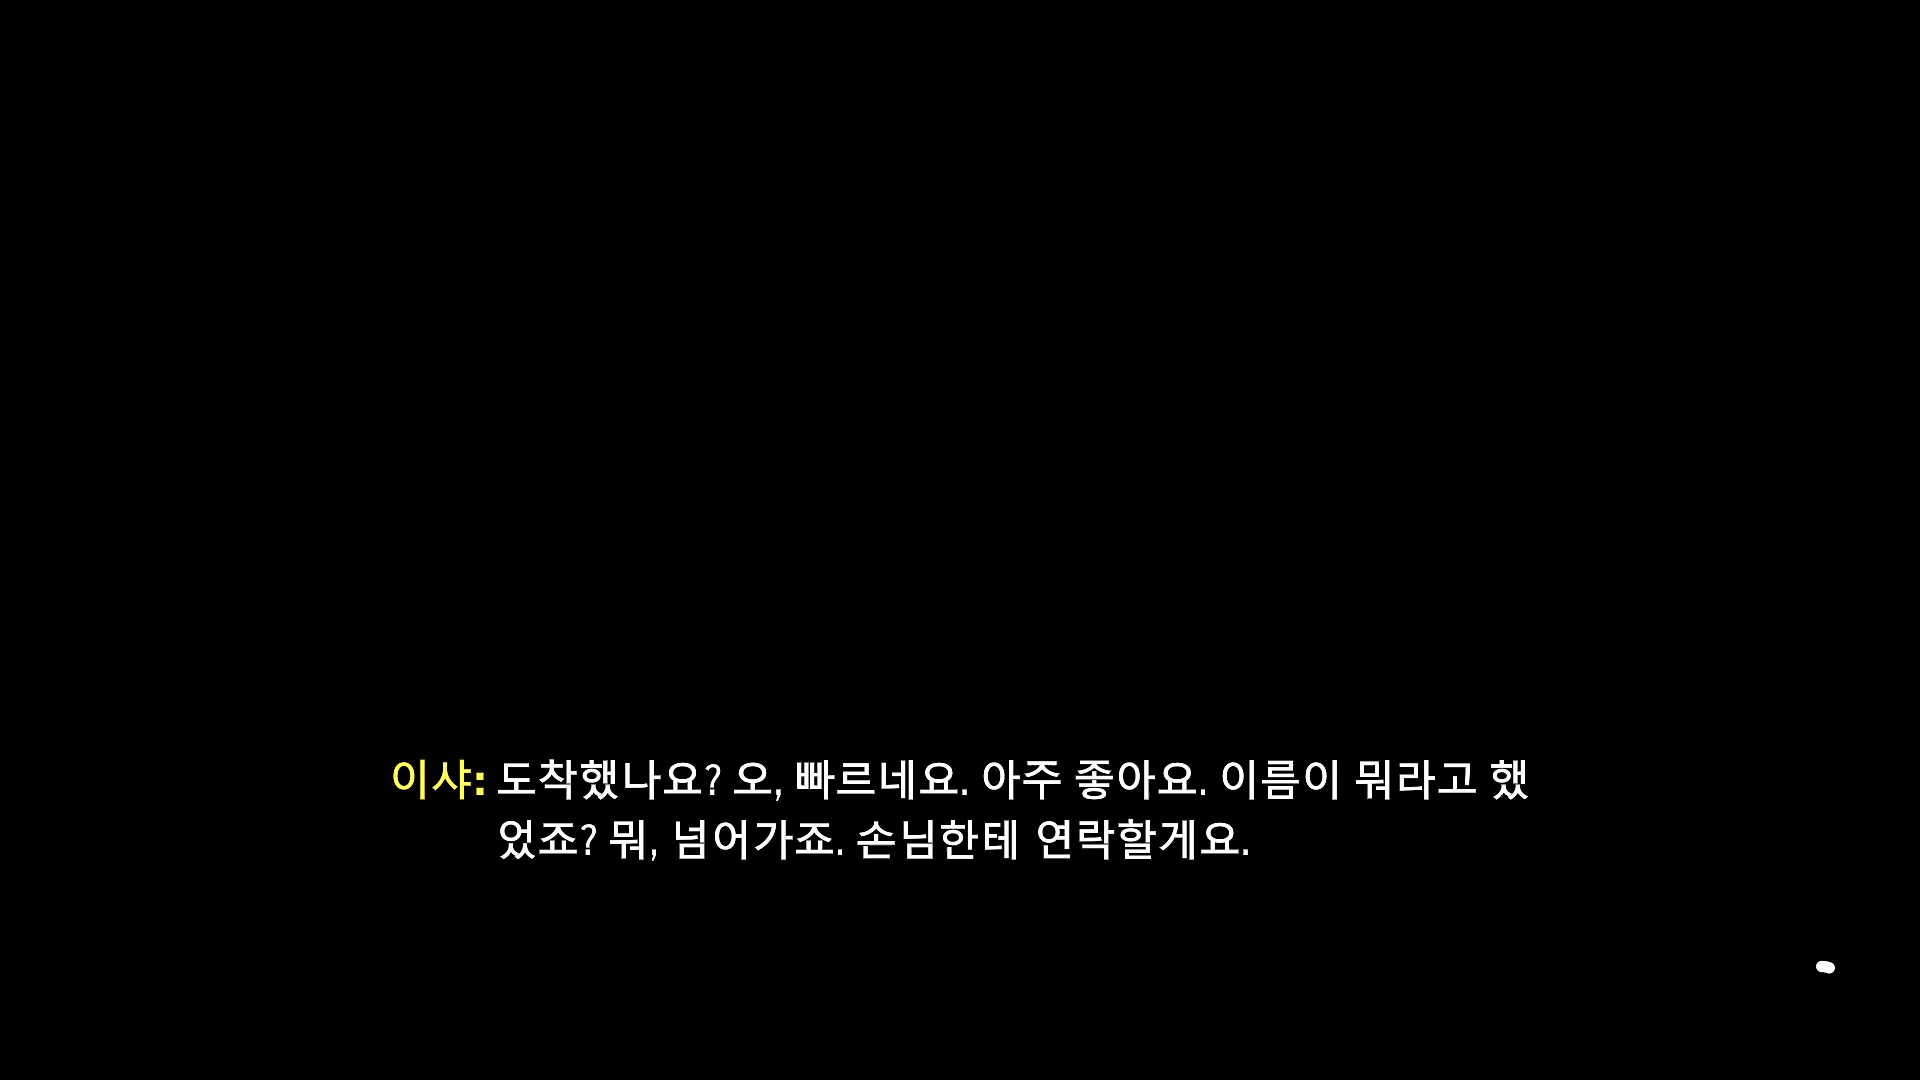 이샤: 도착했나요? 오, 빠르네요. 아주 좋아요. 이름이 뭐라고 했
었죠? 뭐, 넘어가죠. 손님한테 연락할게요.